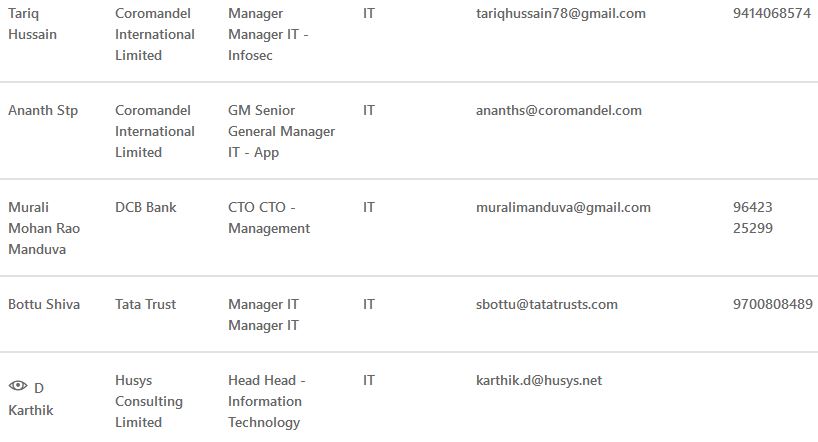 Tariq Hussain Coromandel International Limited Manager Manager IT - Infosec IT tariqhussain78@gmail.com 9414068574
Ananth Stp Coromandel International Limited GM Senior General Manager IT - App IT ananths@coromandel.com
Murali Mohan Rao Manduva DCB Bank CTO CTO - Management IT muralimanduva@gmail.com 96423 25299
Bottu Shiva Tata Trust Manager IT Manager IT IT sbottu@tatatrusts.com 9700808489
D Karthik Husys Consulting Limited Head Head - Information Technology IT karthik.d@husys.net